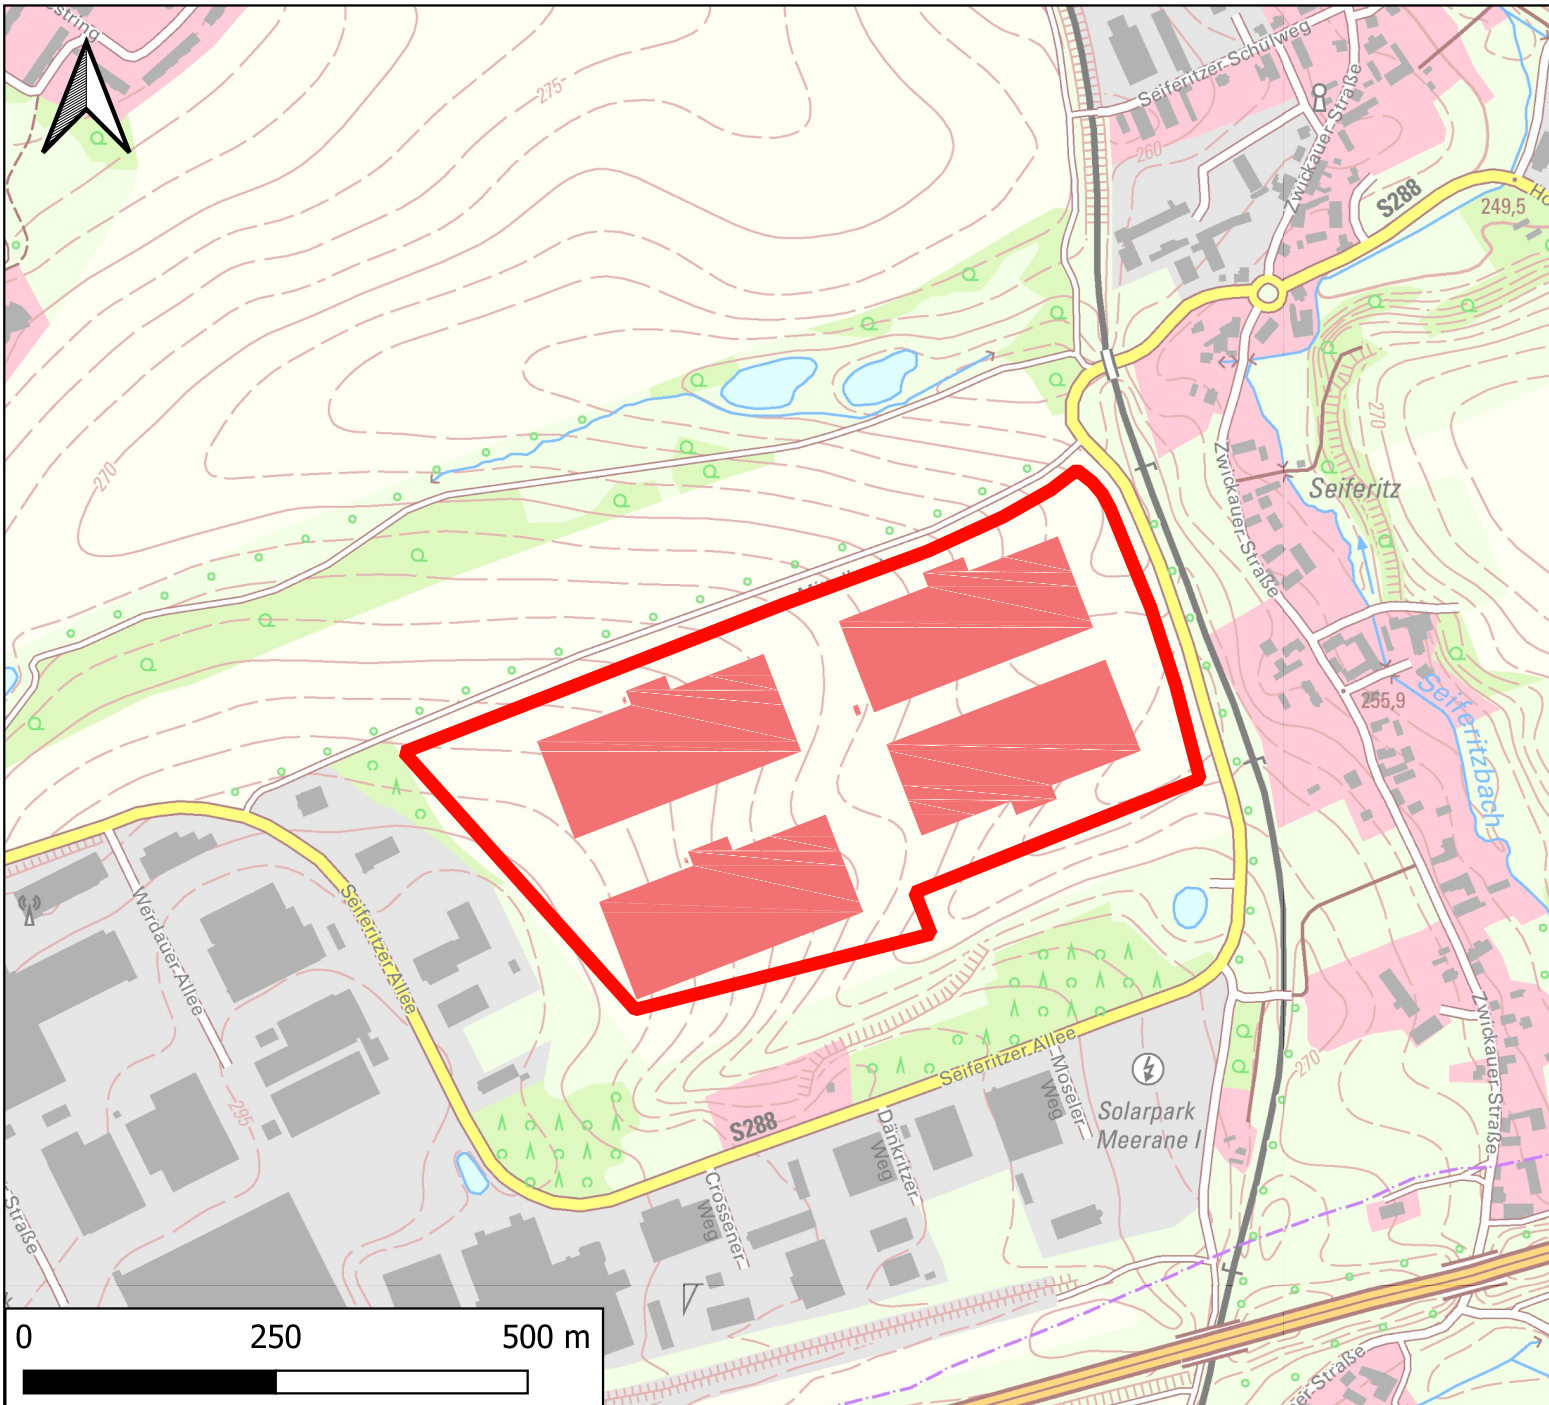 275
Seiferitzer-Schulweg
Zwickauer-Straße
260
S288
249,5
270
270
Zwickauer-Straße
Seiferitz
255,9
Seiferitzbach
Werdauer Allee
Seiferitzer Allee
295
Seiferitzer Allee
Moseler
Weg
Solarpark
Meerane I
270
Zwickauer-Straße
S288
Dänkritzer
Weg
Crossener
Weg
Straße
0 250 500 m